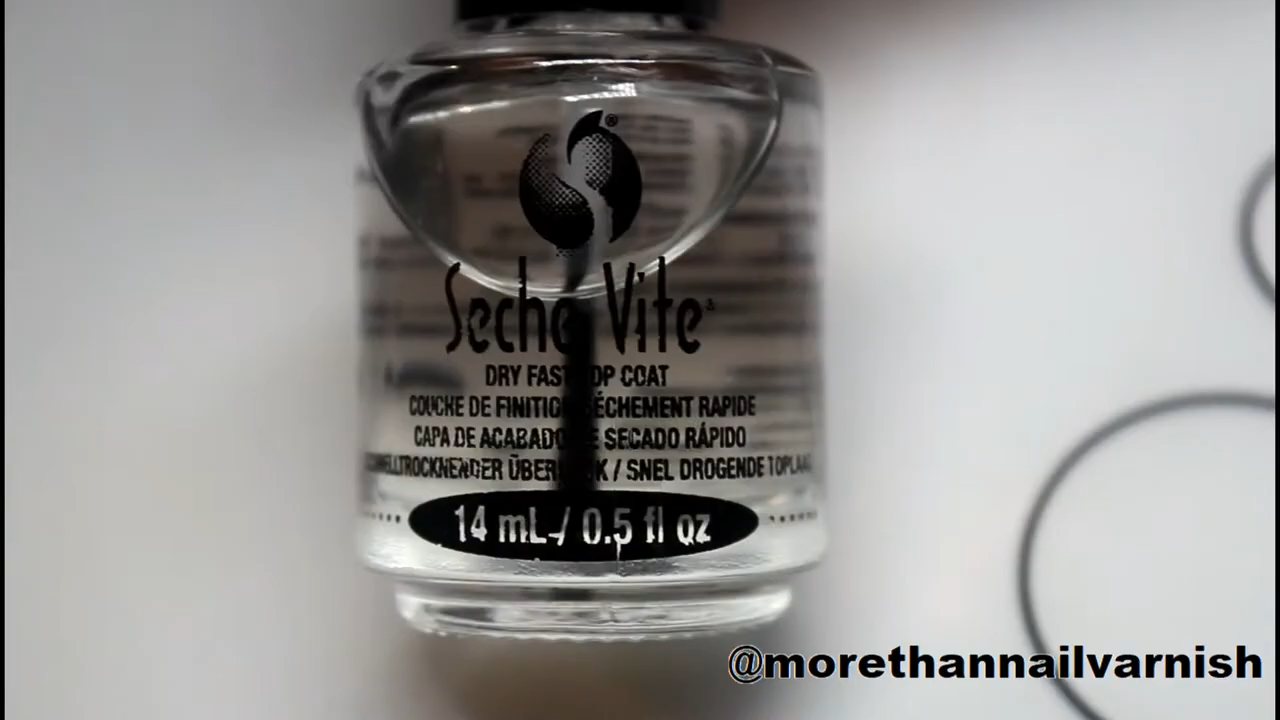 Seche Vite®
DRY FAST TOP COAT
COUCHE DE FINITION SÉCHEMENT RAPIDE
CAPA DE ACABADO DE SECADO RÁPIDO
/ SNEL DROGENDE TOPLAAG
14 mL / 0.5 fl oz
@morethannailvarnish